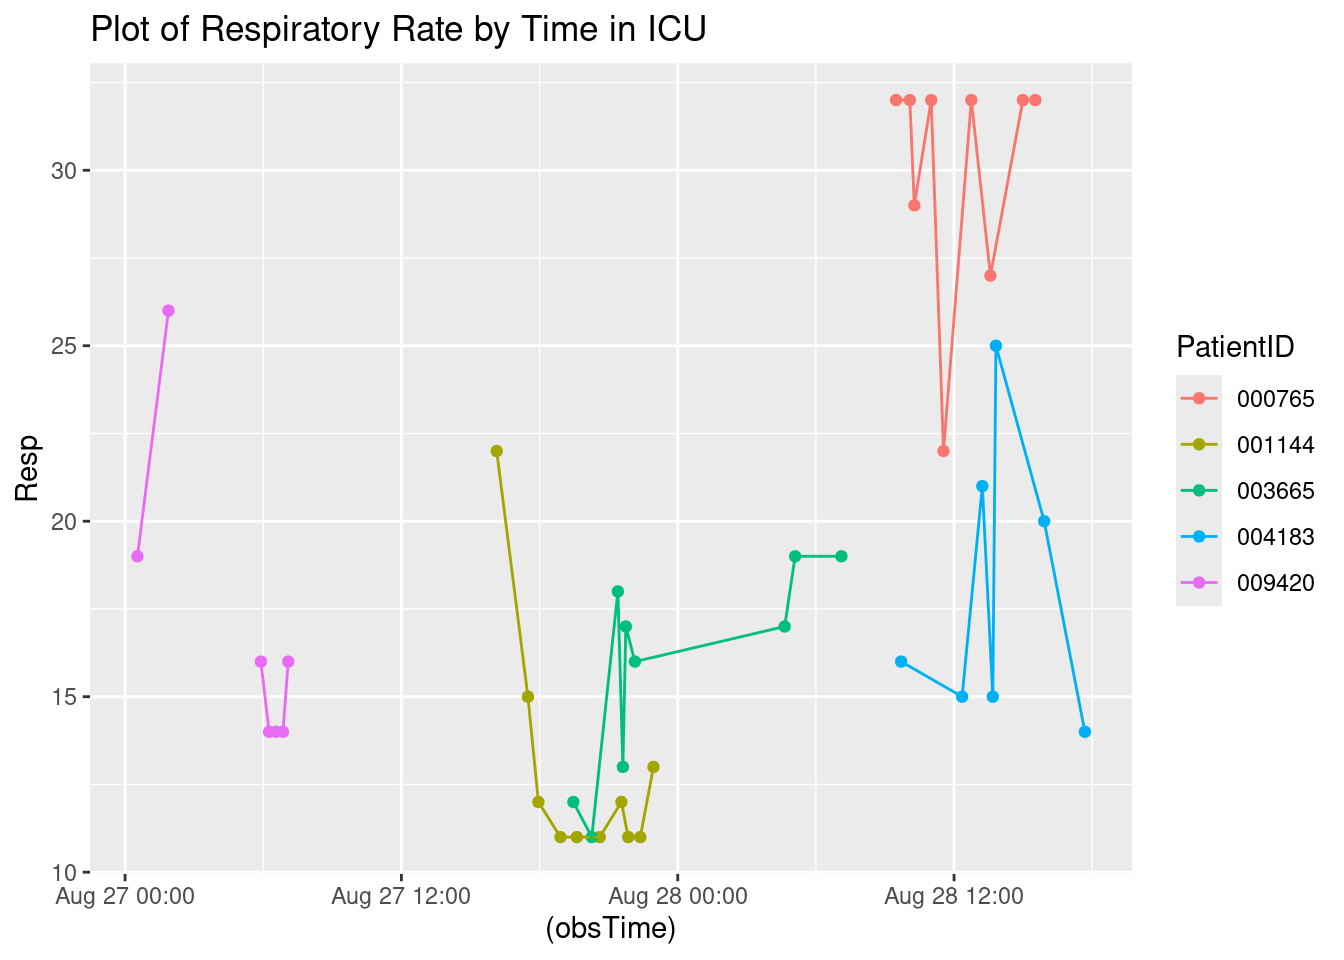 Plot of Respiratory Rate by Time in ICU
30
25
20
15
10
Resp
Aug 27 00:00 Aug 27 12:00 Aug 28 00:00 Aug 28 12:00
(obsTime)
PatientID
000765
001144
003665
004183
009420